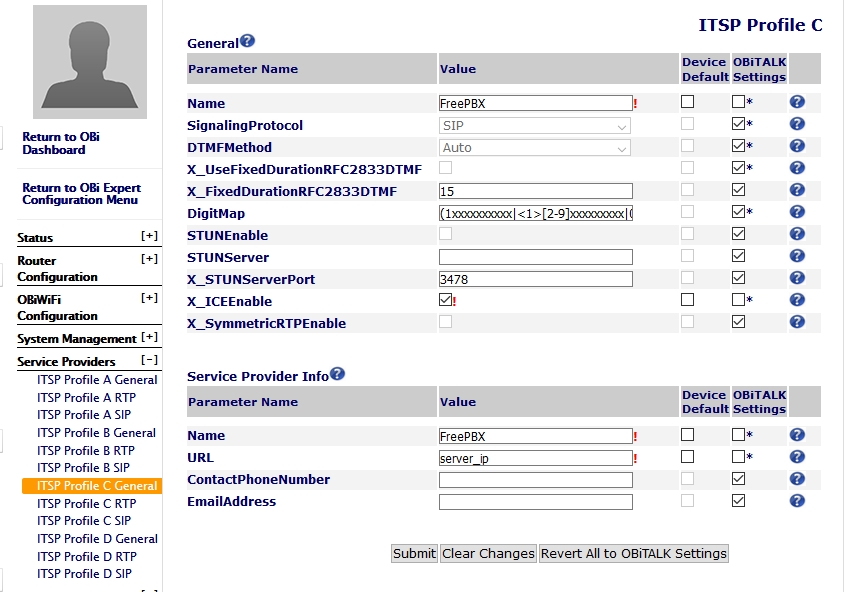 ITSP Profile C
General
Parameter Name Value Device Default OBiTALK Settings
Name FreePBX ! *
SignalingProtocol SIP *
DTMFMethod Auto *
X_UseFixedDurationRFC2833DTMF *
X_FixedDurationRFC2833DTMF 15
DigitMap (1xxxxxxxxxx|<1>[2-9]xxxxxxxxx|( *
STUNEnable
STUNServer
X_STUNServerPort 3478
X_ICEEnable ! *
X_SymmetricRTPEnable
Service Provider Info
Parameter Name Value Device Default OBiTALK Settings
Name FreePBX ! *
URL server_ip ! *
ContactPhoneNumber
EmailAddress
Submit Clear Changes Revert All to OBiTALK Settings
Return to OBi
Dashboard
Return to OBi Expert
Configuration Menu
Status [+]
Router [+]
Configuration
OBiWiFi [+]
Configuration
System Management [+]
Service Providers [-]
ITSP Profile A General
ITSP Profile A RTP
ITSP Profile A SIP
ITSP Profile B General
ITSP Profile B RTP
ITSP Profile B SIP
ITSP Profile C General
ITSP Profile C RTP
ITSP Profile C SIP
ITSP Profile D General
ITSP Profile D RTP
ITSP Profile D SIP